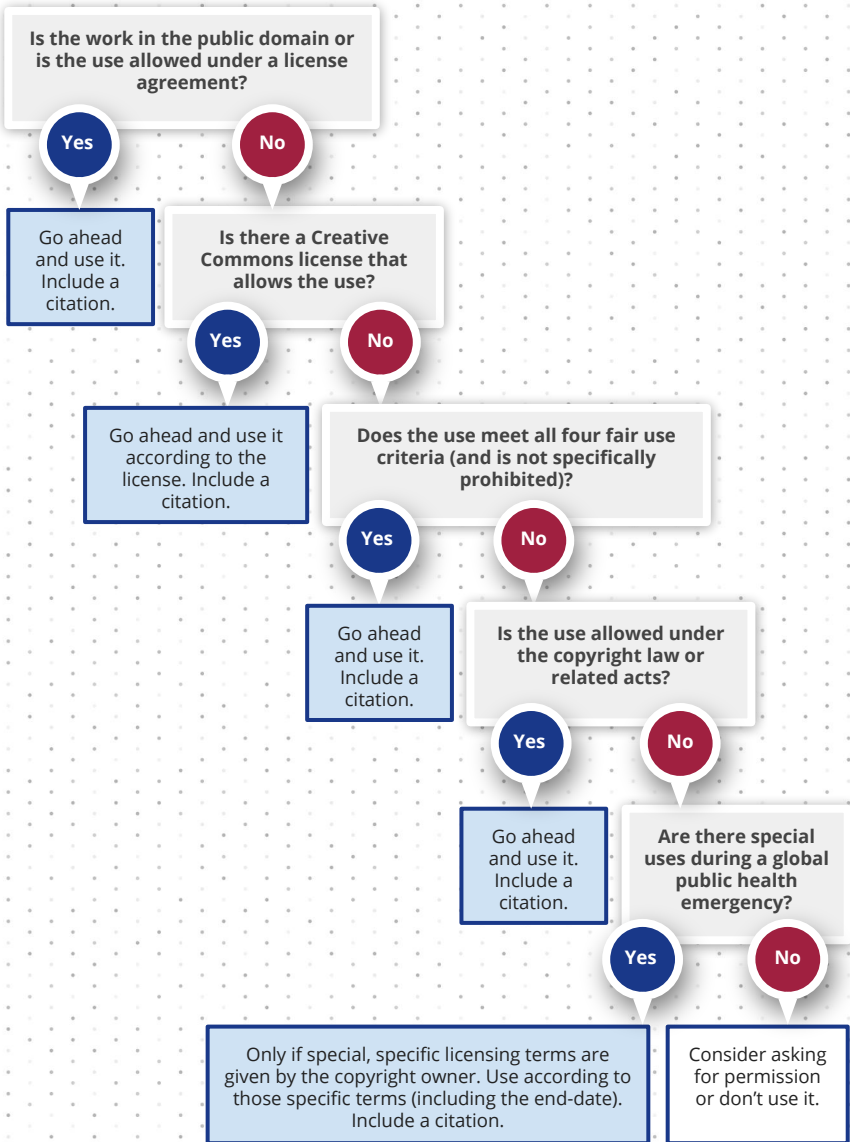 Is the work in the public domain or
is the use allowed under a license
agreement?
Yes
No
Go ahead
and use it.
Include a
citation.
Is there a Creative
Commons license that
allows the use?
Yes
No
Go ahead and use it
according to the
license. Include a
citation.
Does the use meet all four fair use
criteria (and is not specifically
prohibited)?
Yes
No
Go ahead
and use it.
Include a
citation.
Is the use allowed under
the copyright law or
related acts?
Yes
No
Go ahead
and use it.
Include a
citation.
Are there special
uses during a global
public health
emergency?
Yes
No
Only if special, specific licensing terms are
given by the copyright owner. Use according to
those specific terms (including the end-date).
Include a citation.
Consider asking
for permission
or don’t use it.